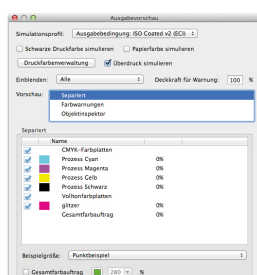 Ausgabevorschau
Simulationsprofil: Ausgabebedingung: ISO Coated v2 (ECI)
Schwarze Druckfarbe simulieren Papierfarbe simulieren
Druckfarbenverwaltung Überdruck simulieren
Einblenden: Alle Deckkraft für Warnung: 100 %
Vorschau: Separiert
Farbwarnungen
Objektinspektor
Separiert
Name
CMYK-Farbplatten
Prozess Cyan 0%
Prozess Magenta 0%
Prozess Gelb 0%
Prozess Schwarz 0%
Volltonfarbplatten
glitzer 0%
Gesamtfarbauftrag 0%
Beispielgröße: Punktbeispiel
Gesamtfarbauftrag 280 %